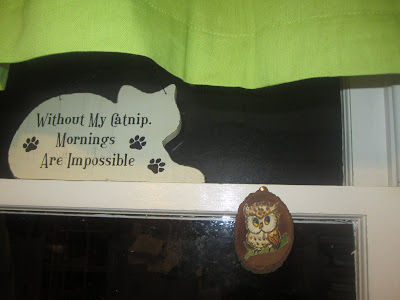 Without My Catnip.
Mornings
Are Impossible